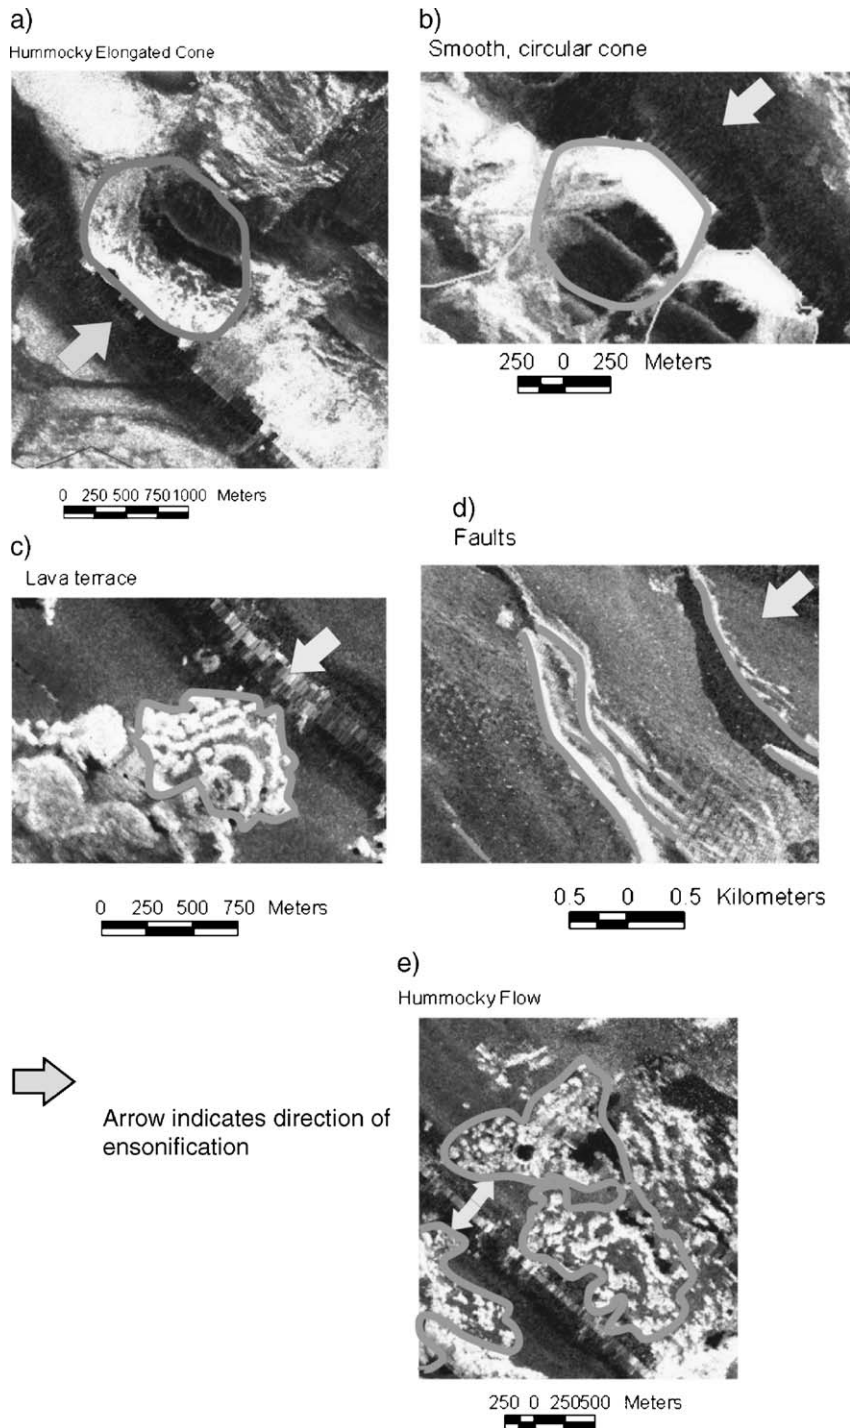 a)
Hummocky Elongated Cone
0 250 500 750 1000 Meters
b)
Smooth, circular cone
250 0 250 Meters
c)
Lava terrace
0 250 500 750 Meters
d)
Faults
0.5 0 0.5 Kilometers
Arrow indicates direction of
ensonification
e)
Hummocky Flow
250 0 250500 Meters